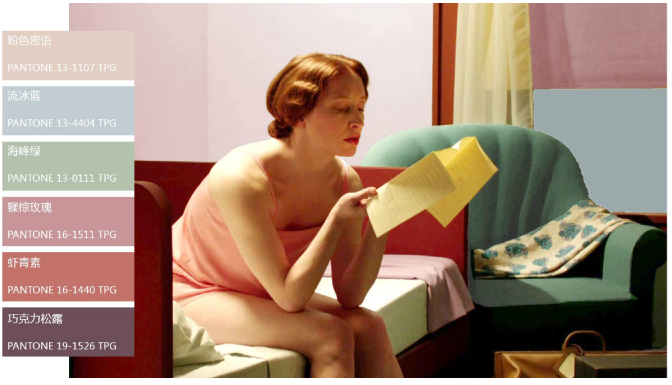 粉色密语
PANTONE 13-1107 TPG
流冰蓝
PANTONE 13-4404 TPG
海峰绿
PANTONE 13-0111 TPG
鞣棕玫瑰
PANTONE 16-1511 TPG
虾青素
PANTONE 16-1440 TPG
巧克力松露
PANTONE 19-1526 TPG